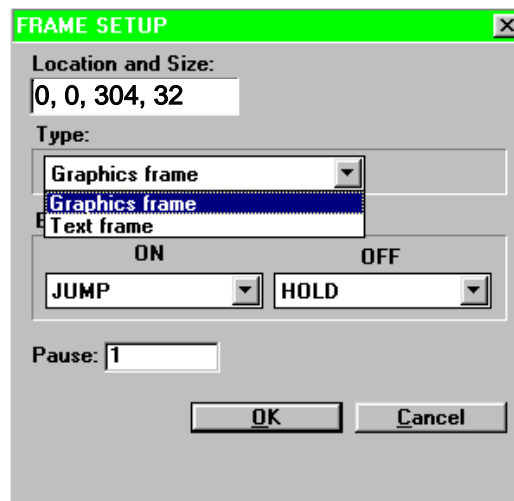 FRAME SETUP
Location and Size:
0, 0, 304, 32
Type:
Graphics frame
Graphics frame
Text frame
ON OFF
JUMP HOLD
Pause: 1
OK Cancel